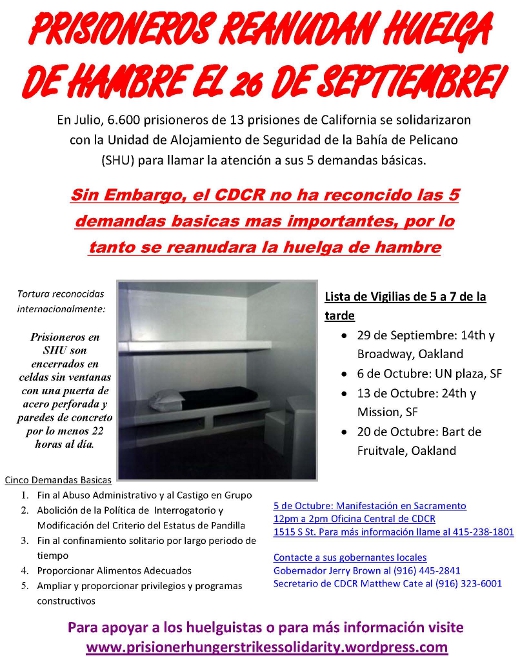 PRISIONEROS REANUDAN HUELGA
DE HAMBRE EL 26 DE SEPTIEMBRE!
En Julio, 6.600 prisioneros de 13 prisiones de California se solidarizaron
con la Unidad de Alojamiento de Seguridad de la Bahía de Pelicano
(SHU) para llamar la atención a sus 5 demandas básicas.
Sin Embargo, el CDCR no ha reconcido las 5
demandas basicas mas importantes, por lo
tanto se reanudara la huelga de hambre
Tortura reconocidas
internacionalmente:
Prisioneros en
SHU son
encerrados en
celdas sin ventanas
con una puerta de
acero perforada y
paredes de concreto
por lo menos 22
horas al día.
Lista de Vigilias de 5 a 7 de la
tarde
• 29 de Septiembre: 14th y
Broadway, Oakland
• 6 de Octubre: UN plaza, SF
• 13 de Octubre: 24th y
Mission, SF
• 20 de Octubre: Bart de
Fruitvale, Oakland
Cinco Demandas Basicas
1. Fin al Abuso Administrativo y al Castigo en Grupo
2. Abolición de la Política de Interrogatorio y
Modificación del Criterio del Estatus de Pandilla
3. Fin al confinamiento solitario por largo periodo de
tiempo
4. Proporcionar Alimentos Adecuados
5. Ampliar y proporcionar privilegios y programas
constructivos
5 de Octubre: Manifestación en Sacramento
12pm a 2pm Oficina Central de CDCR
1515 S St. Para más información llame al 415-238-1801
Contacte a sus gobernantes locales
Gobernador Jerry Brown al (916) 445-2841
Secretario de CDCR Matthew Cate al (916) 323-6001
Para apoyar a los huelguistas o para más información visite
www.prisionerhungerstrikessolidarity.wordpress.com